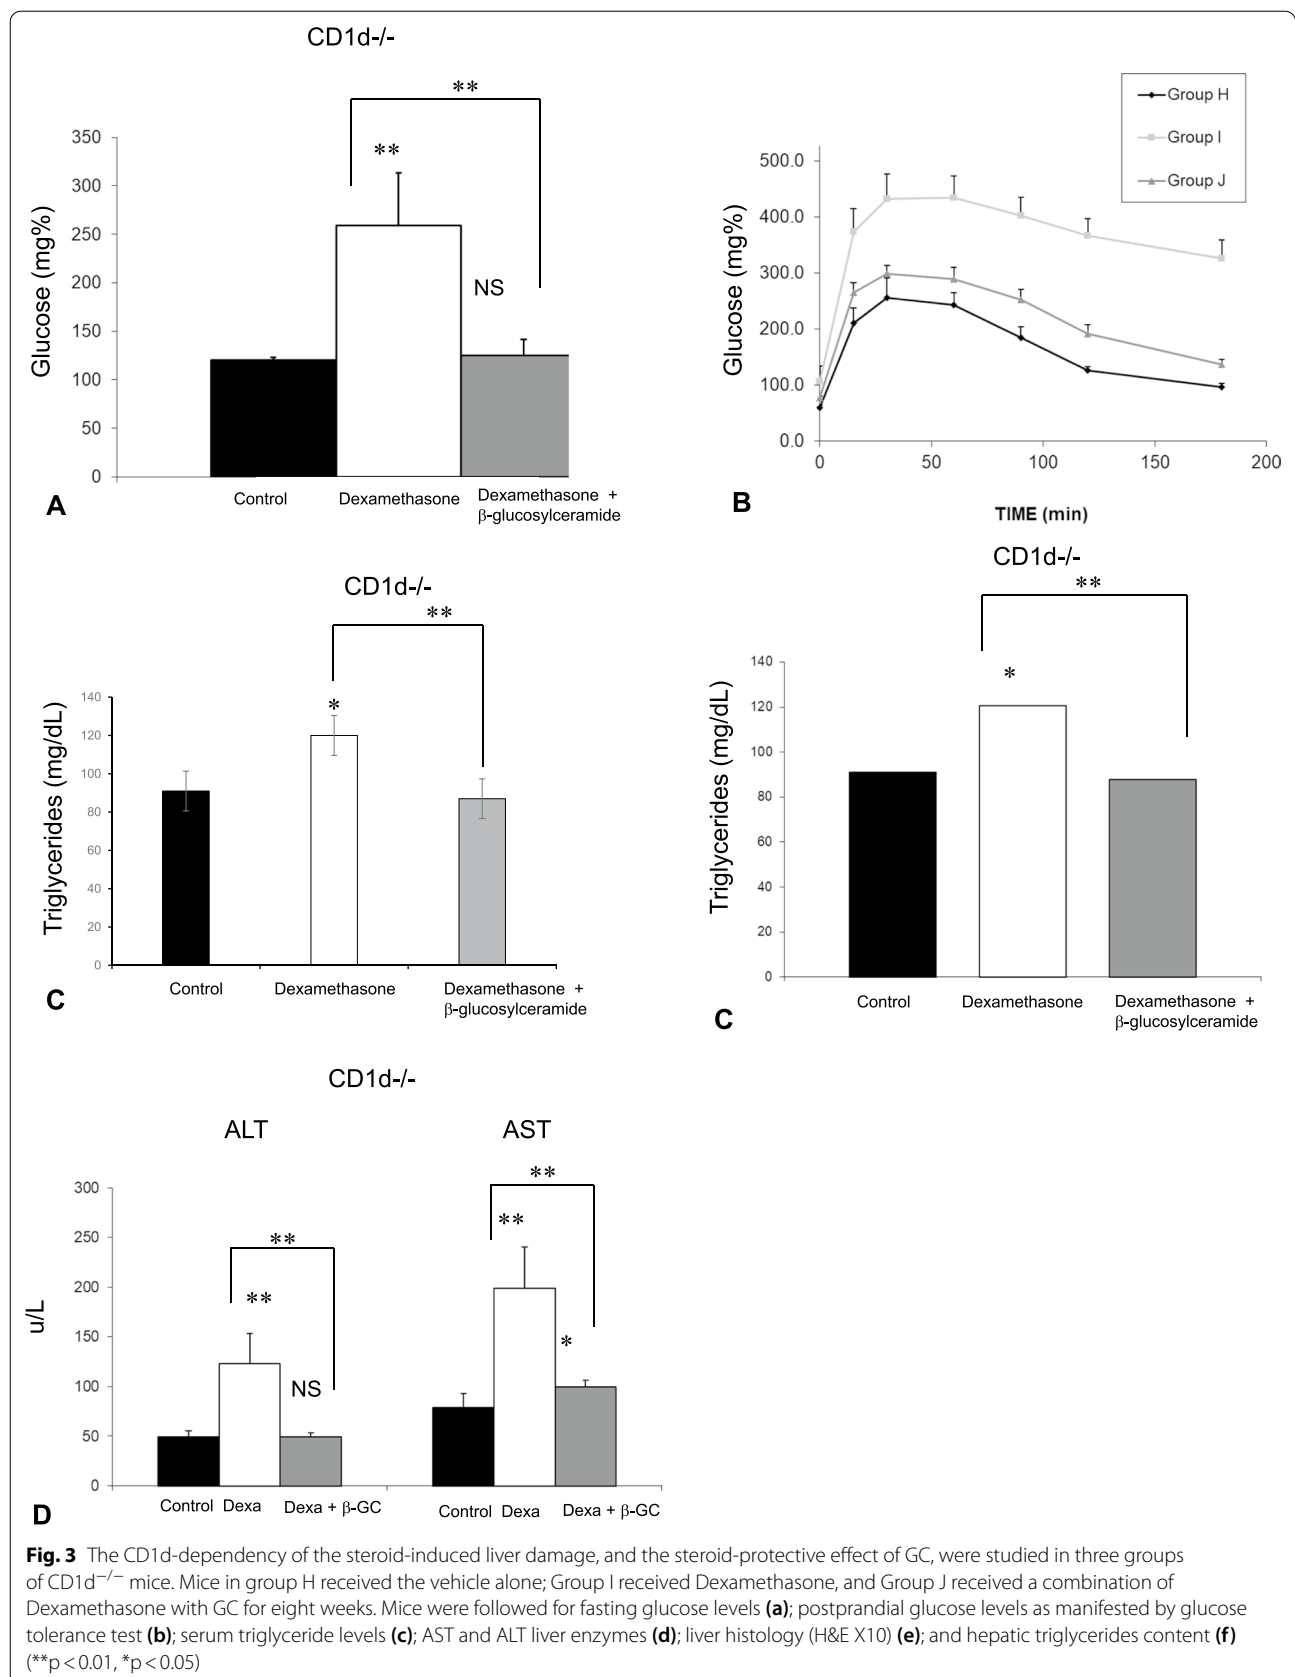 CD1d-/-
**
**
NS
350
300
250
200
150
100
50
0
Glucose (mg%)
Control
Dexamethasone
Dexamethasone +
β-glucosylceramide
A
Group H
Group I
Group J
500.0
400.0
300.0
200.0
100.0
0.0
Glucose (mg%)
0 50 100 150 200
TIME (min)
B
CD1d-/-
**
*
140
120
100
80
60
40
20
0
Triglycerides (mg/dL)
Control
Dexamethasone
Dexamethasone +
β-glucosylceramide
C
CD1d-/-
**
*
140
120
100
80
60
40
20
0
Triglycerides (mg/dL)
Control
Dexamethasone
Dexamethasone +
β-glucosylceramide
C
CD1d-/-
ALT
AST
**
**
NS
**
**
*
300
250
200
150
100
50
0
u/L
Control Dexa Dexa + β-GC
Control Dexa Dexa + β-GC
D
Fig. 3 The CD1d-dependency of the steroid-induced liver damage, and the steroid-protective effect of GC, were studied in three groups
of CD1d−/− mice. Mice in group H received the vehicle alone; Group I received Dexamethasone, and Group J received a combination of
Dexamethasone with GC for eight weeks. Mice were followed for fasting glucose levels (a); postprandial glucose levels as manifested by glucose
tolerance test (b); serum triglyceride levels (c); AST and ALT liver enzymes (d); liver histology (H&E X10) (e); and hepatic triglycerides content (f)
(**p < 0.01, *p < 0.05)